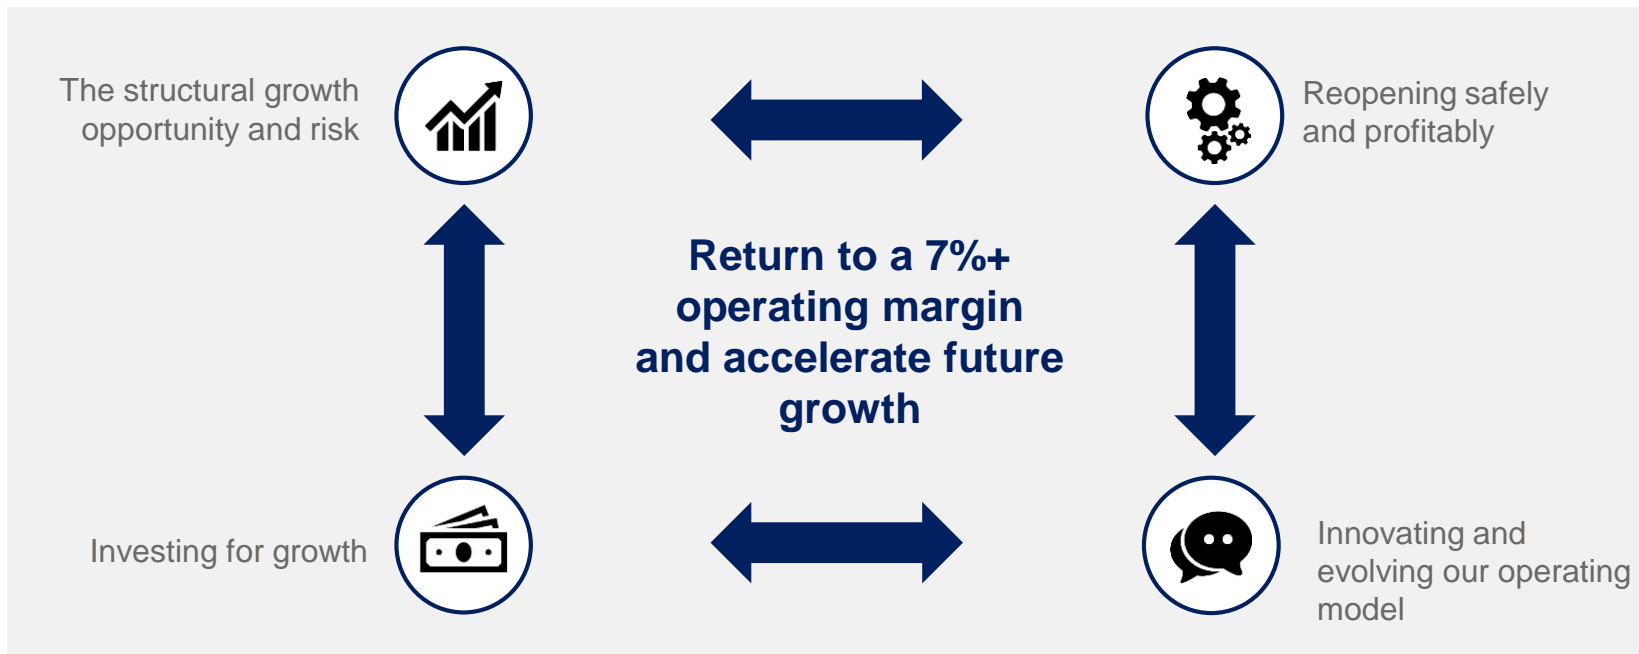 The structural growth
opportunity and risk
Reopening safely
and profitably
Return to a 7%+
operating margin
and accelerate future
growth
Investing for growth
Innovating and
evolving our operating
model